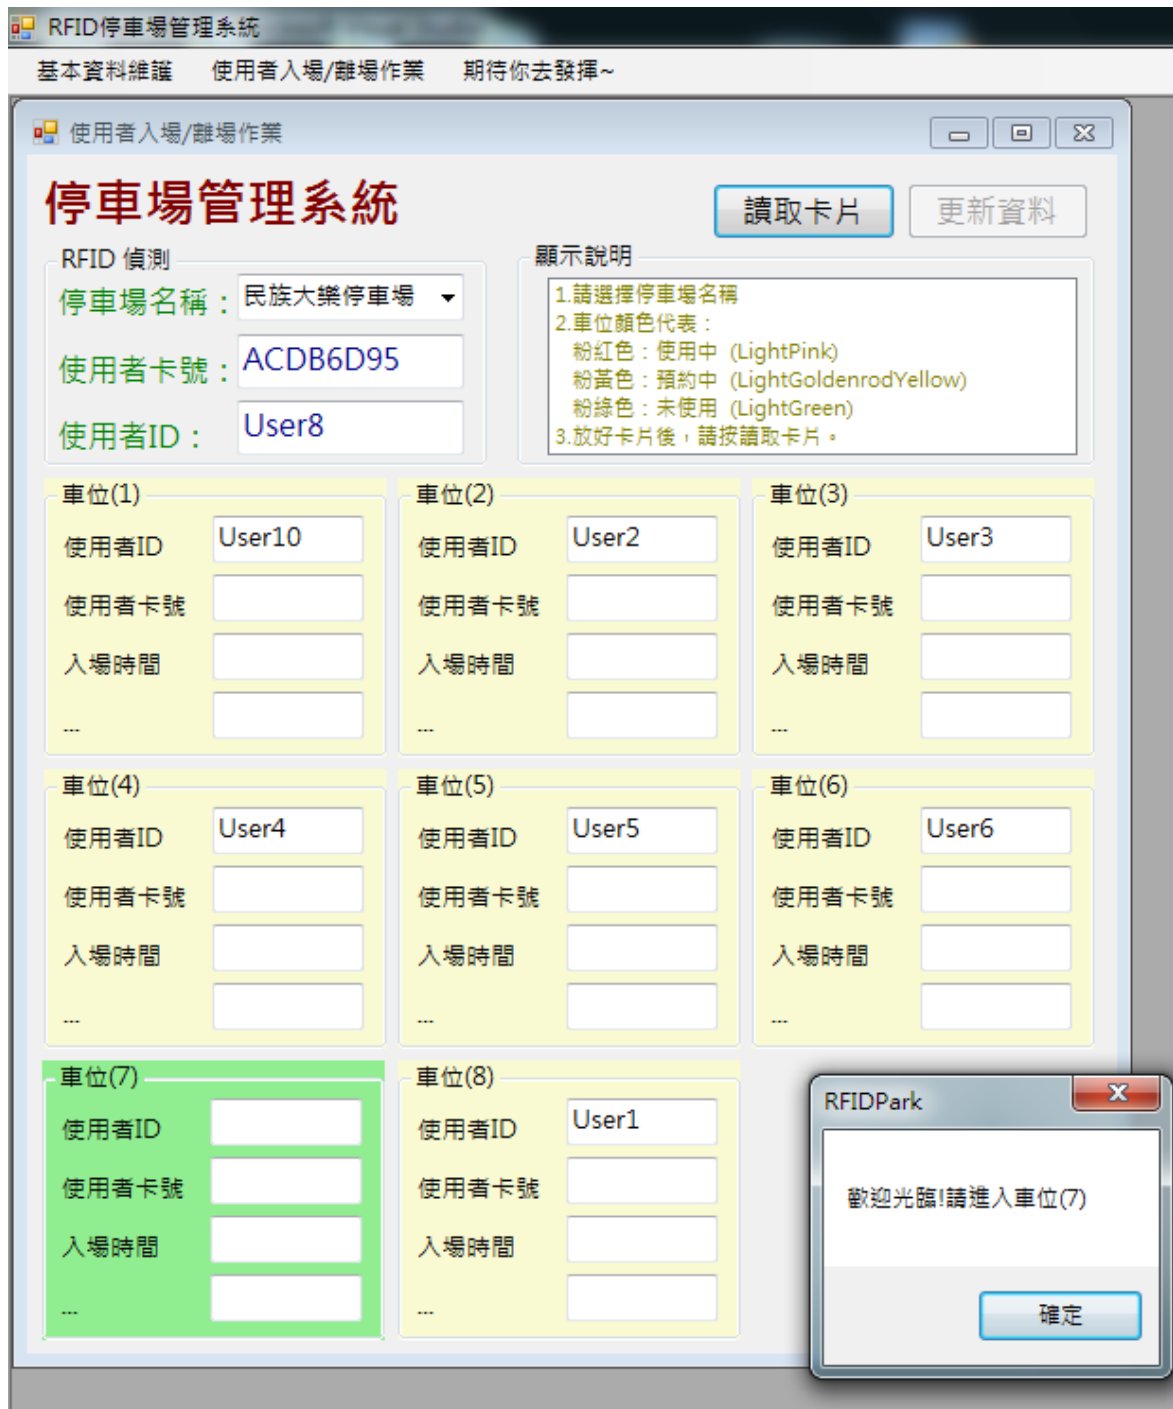 RFID停車場管理系統
基本資料維護 使用者入場/離場作業 期待你去發揮~
使用者入場/離場作業
停車場管理系統
讀取卡片 更新資料
RFID 偵測
停車場名稱： 民族大樂停車場
使用者卡號： ACDB6D95
使用者ID： User8
顯示說明
1.請選擇停車場名稱
2.車位顏色代表：
粉紅色：使用中 (LightPink)
粉黃色：預約中 (LightGoldenrodYellow)
粉綠色：未使用 (LightGreen)
3.放好卡片後，請按讀取卡片。
車位(1)
使用者ID User10
使用者卡號
入場時間
...
車位(2)
使用者ID User2
使用者卡號
入場時間
...
車位(3)
使用者ID User3
使用者卡號
入場時間
...
車位(4)
使用者ID User4
使用者卡號
入場時間
...
車位(5)
使用者ID User5
使用者卡號
入場時間
...
車位(6)
使用者ID User6
使用者卡號
入場時間
...
車位(7)
使用者ID
使用者卡號
入場時間
...
車位(8)
使用者ID User1
使用者卡號
入場時間
...
RFIDPark
歡迎光臨!請進入車位(7)
確定